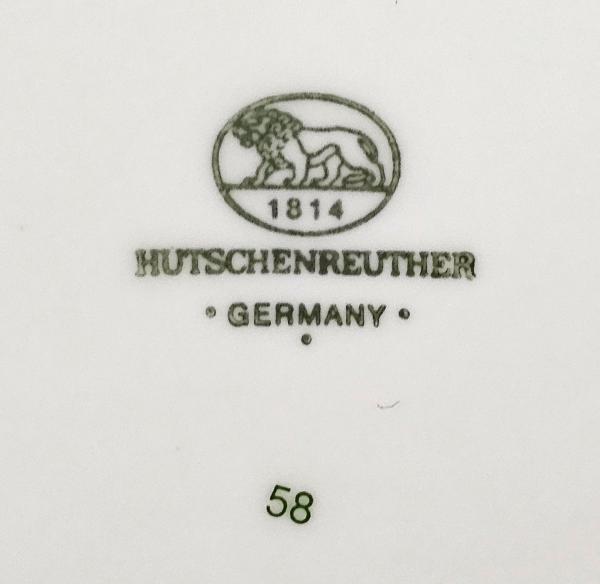 1814
HUTSCHENREUTHER
• GERMANY •
•
58